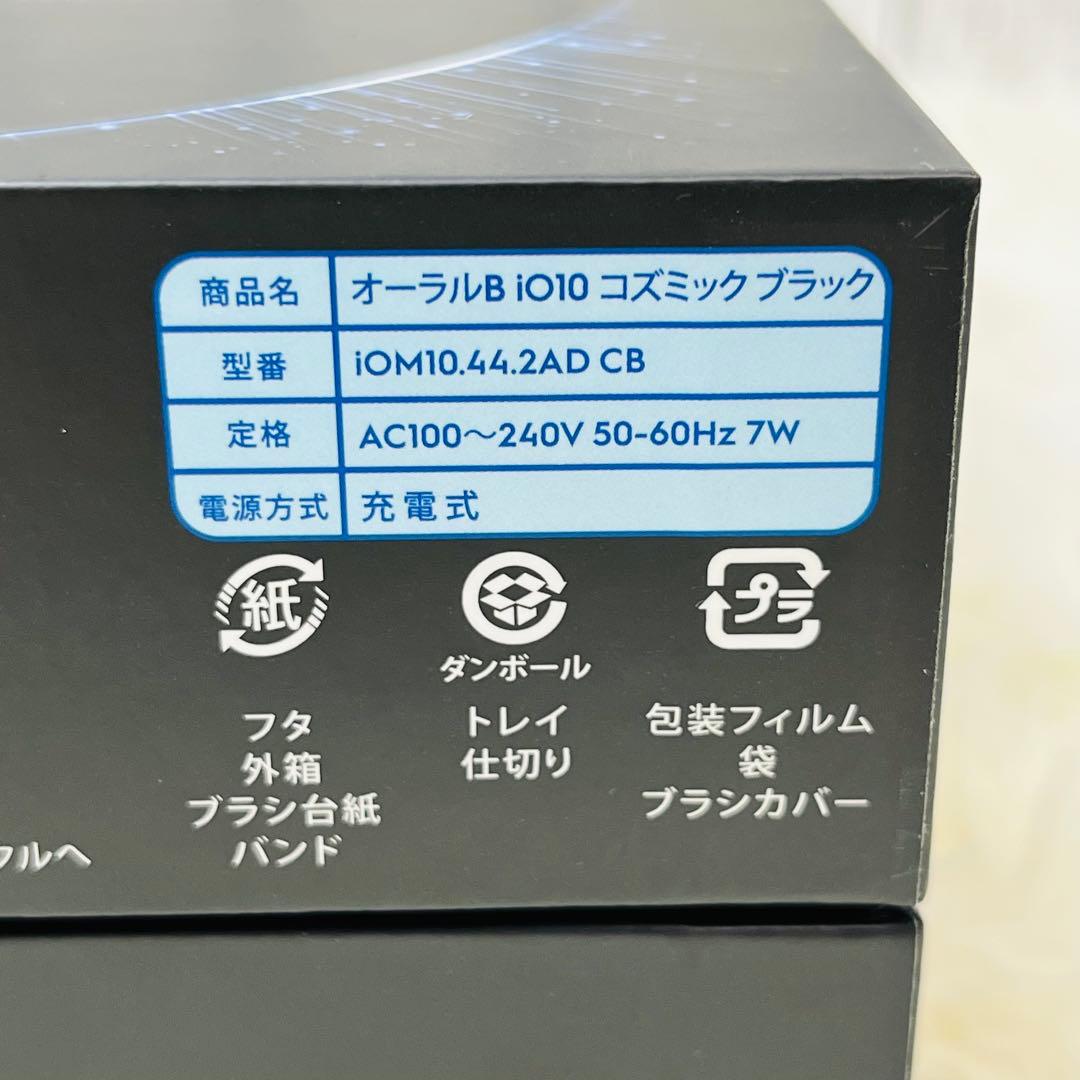 商品名 オーラルB iO10 コズミック ブラック
型番 iOM10.44.2AD CB
定格 AC100～240V 50-60Hz 7W
電源方式 充電式
紙
プラ
ダンボール
フタ
外箱
ブラシ台紙
バンド
トレイ
仕切り
包装フィルム
袋
ブラシカバー
クルへ